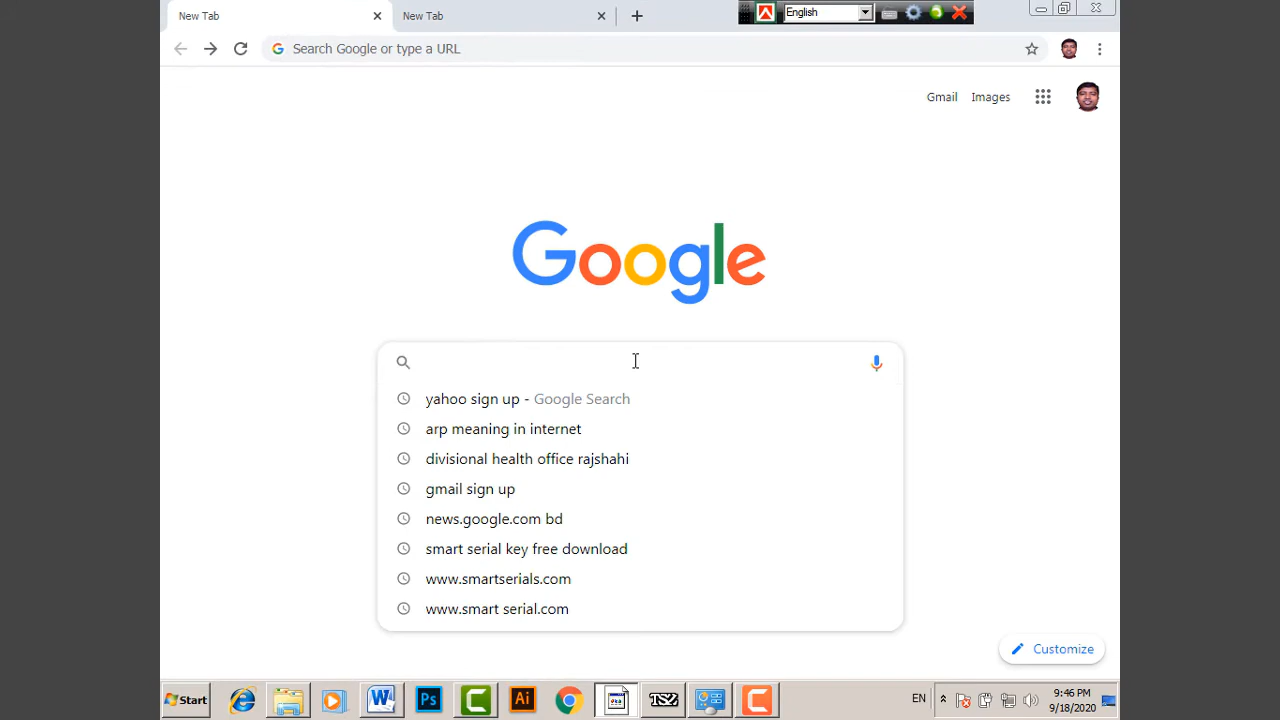 New Tab
New Tab
English
Search Google or type a URL
Gmail Images
Google
yahoo sign up - Google Search
arp meaning in internet
divisional health office rajshahi
gmail sign up
news.google.com bd
smart serial key free download
www.smartserials.com
www.smart serial.com
Customize
Start
W
Ps
Ai
EN
9:46 PM
9/18/2020